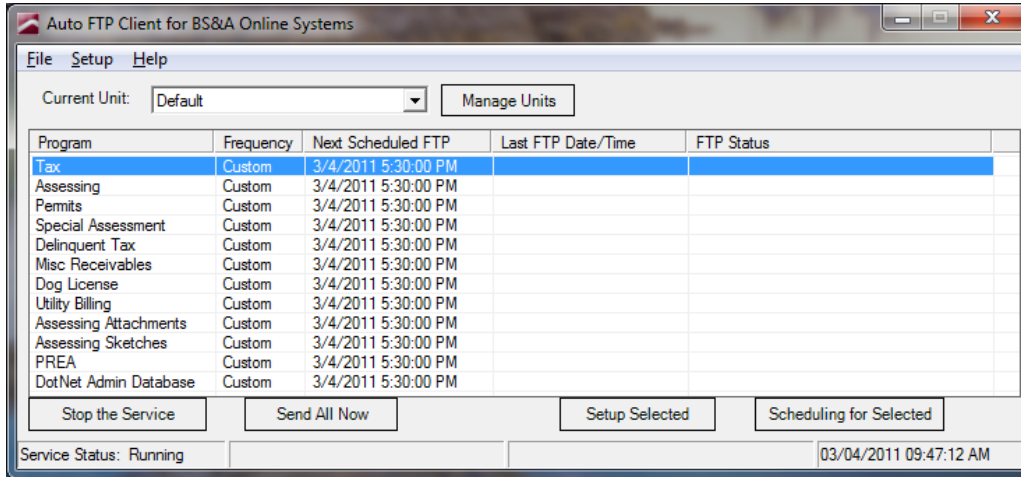 Auto FTP Client for BS&A Online Systems
File Setup Help
Current Unit: Default Manage Units
Program Frequency Next Scheduled FTP Last FTP Date/Time FTP Status
Tax Custom 3/4/2011 5:30:00 PM
Assessing Custom 3/4/2011 5:30:00 PM
Permits Custom 3/4/2011 5:30:00 PM
Special Assessment Custom 3/4/2011 5:30:00 PM
Delinquent Tax Custom 3/4/2011 5:30:00 PM
Misc Receivables Custom 3/4/2011 5:30:00 PM
Dog License Custom 3/4/2011 5:30:00 PM
Utility Billing Custom 3/4/2011 5:30:00 PM
Assessing Attachments Custom 3/4/2011 5:30:00 PM
Assessing Sketches Custom 3/4/2011 5:30:00 PM
PREA Custom 3/4/2011 5:30:00 PM
DotNet Admin Database Custom 3/4/2011 5:30:00 PM
Stop the Service Send All Now Setup Selected Scheduling for Selected
Service Status: Running 03/04/2011 09:47:12 AM